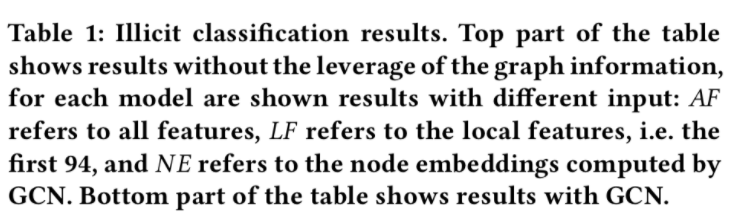 Table 1: Illicit classification results. Top part of the table
shows results without the leverage of the graph information,
for each model are shown results with different input: AF
refers to all features, LF refers to the local features, i.e. the
first 94, and NE refers to the node embeddings computed by
GCN. Bottom part of the table shows results with GCN.